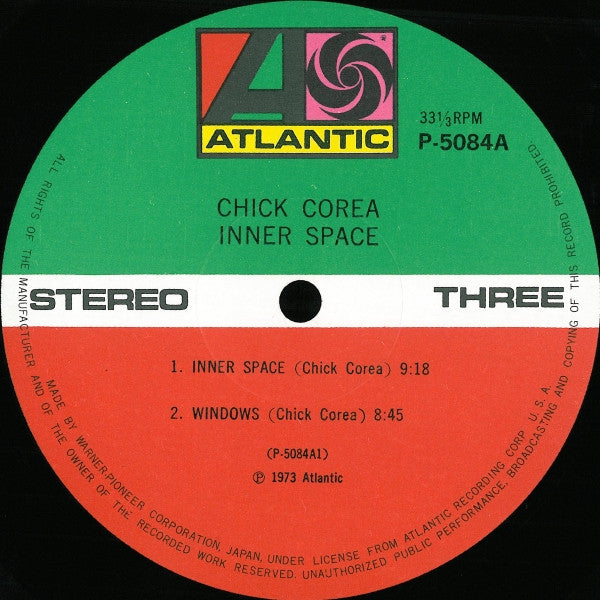 ATLANTIC
33⅓RPM
P-5084A
CHICK COREA
INNER SPACE
STEREO
THREE
1. INNER SPACE (Chick Corea) 9:18
2. WINDOWS (Chick Corea) 8:45
(P-5084A1)
℗ 1973 Atlantic
MADE BY WARNER-PIONEER CORPORATION, JAPAN, UNDER LICENSE FROM ATLANTIC RECORDING CORP. U.S.A.
ALL RIGHTS OF THE MANUFACTURER AND OF THE OWNER OF THE RECORDED WORK RESERVED. UNAUTHORIZED PUBLIC PERFORMANCE, BROADCASTING AND COPYING OF THIS RECORD PROHIBITED